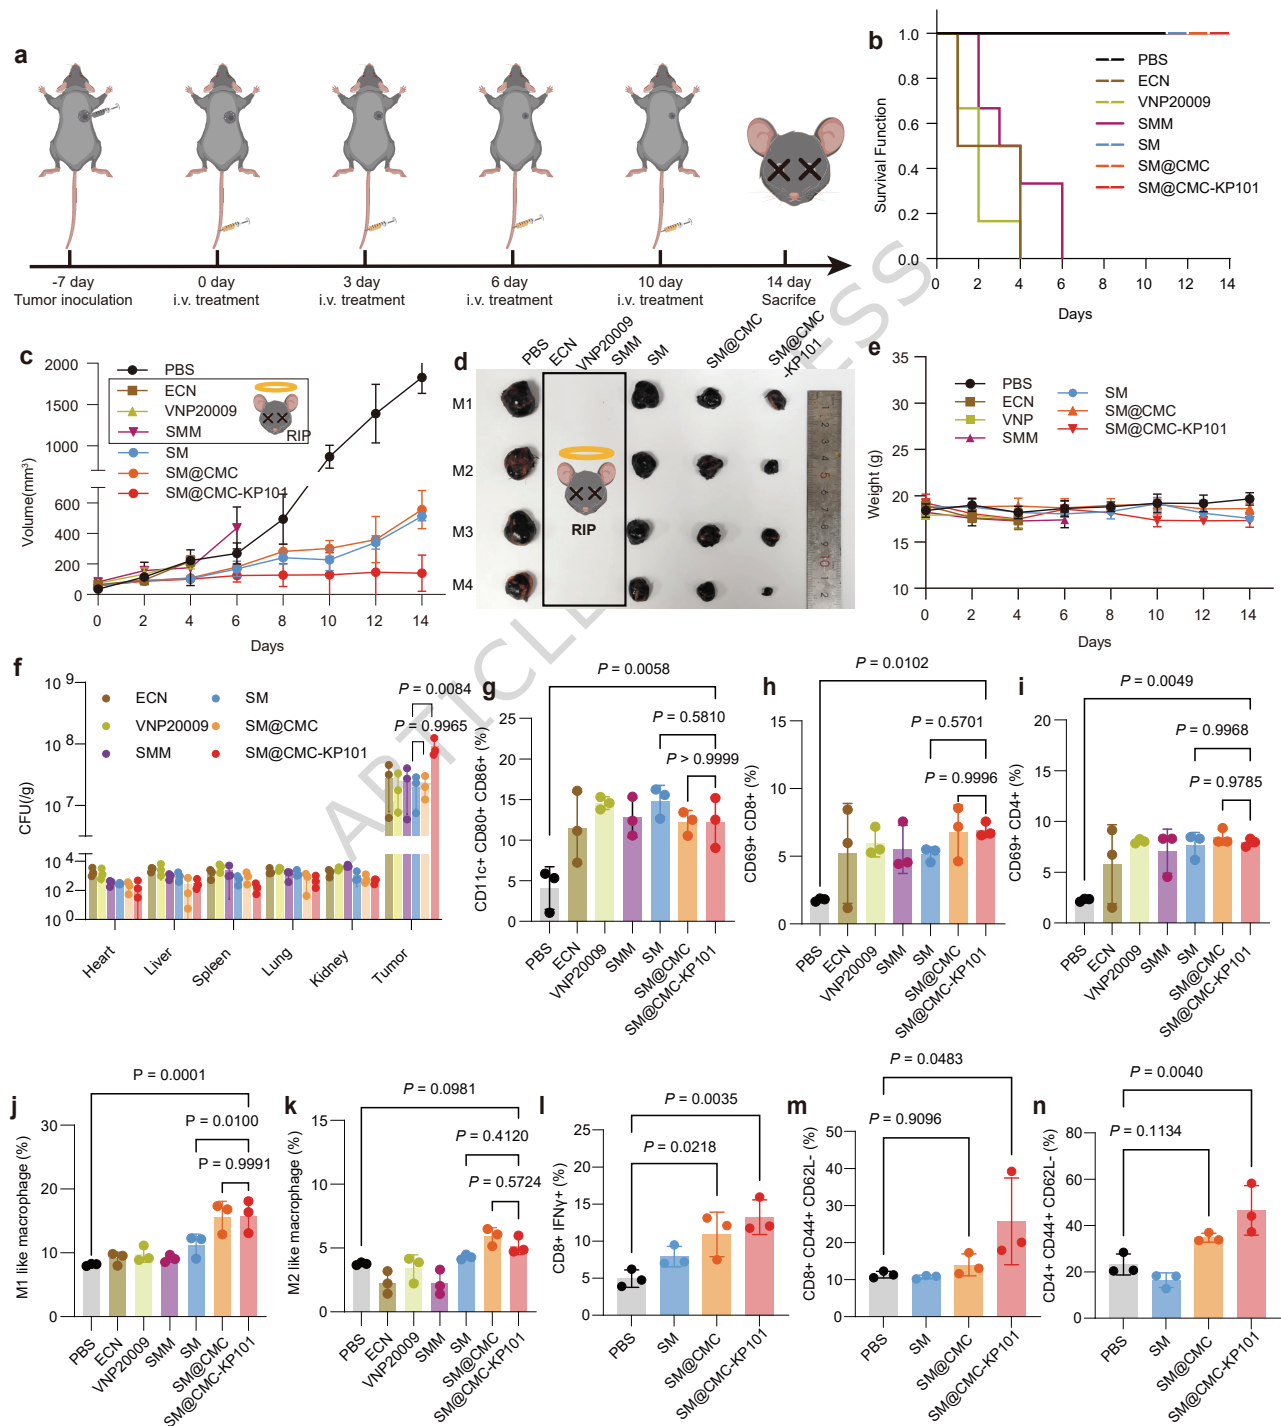 a
-7 day
Tumor inoculation
0 day
i.v. treatment
3 day
i.v. treatment
6 day
i.v. treatment
10 day
i.v. treatment
14 day
Sacrifce
b
Survival Function
1.0
0.8
0.6
0.4
0.2
0.0
0 2 4 6 8 10 12 14
Days
PBS
ECN
VNP20009
SMM
SM
SM@CMC
SM@CMC-KP101
c
Volume(mm³)
2000
1500
1000
600
400
200
0
0 2 4 6 8 10 12 14
Days
PBS
ECN
VNP20009
SMM
RIP
SM
SM@CMC
SM@CMC-KP101
d
PBS
ECN
VNP20009
SMM
SM
SM@CMC
SM@CMC
-KP101
M1
M2
M3
M4
RIP
e
Weight (g)
35
30
25
20
15
10
0 2 4 6 8 10 12 14
Days
PBS
ECN
VNP
SMM
SM
SM@CMC
SM@CMC-KP101
f
CFU(/g)
10⁹
10⁸
10⁷
10⁴
10²
10⁰
ECN
VNP20009
SMM
SM
SM@CMC
SM@CMC-KP101
P = 0.0084
P = 0.9965
Heart
Liver
Spleen
Lung
Kidney
Tumor
g
CD11c+ CD80+ CD86+ (%)
25
20
15
10
5
0
P = 0.0058
P = 0.5810
P > 0.9999
PBS
ECN
VNP20009
SMM
SM
SM@CMC
SM@CMC-KP101
h
CD69+ CD8+ (%)
15
10
5
0
P = 0.0102
P = 0.5701
P = 0.9996
PBS
ECN
VNP20009
SMM
SM
SM@CMC
SM@CMC-KP101
i
CD69+ CD4+ (%)
20
15
10
5
0
P = 0.0049
P = 0.9968
P = 0.9785
PBS
ECN
VNP20009
SMM
SM
SM@CMC
SM@CMC-KP101
j
M1 like macrophage (%)
30
20
10
0
P = 0.0001
P = 0.0100
P = 0.9991
PBS
ECN
VNP20009
SMM
SM
SM@CMC
SM@CMC-KP101
k
M2 like macrophage (%)
15
10
5
0
P = 0.0981
P = 0.4120
P = 0.5724
PBS
ECN
VNP20009
SMM
SM
SM@CMC
SM@CMC-KP101
l
CD8+ IFNγ+ (%)
25
20
15
10
5
0
P = 0.0035
P = 0.0218
PBS
SM
SM@CMC
SM@CMC-KP101
m
CD8+ CD44+ CD62L- (%)
50
40
30
20
10
0
P = 0.0483
P = 0.9096
PBS
SM
SM@CMC
SM@CMC-KP101
n
CD4+ CD44+ CD62L- (%)
80
60
40
20
0
P = 0.0040
P = 0.1134
PBS
SM
SM@CMC
SM@CMC-KP101